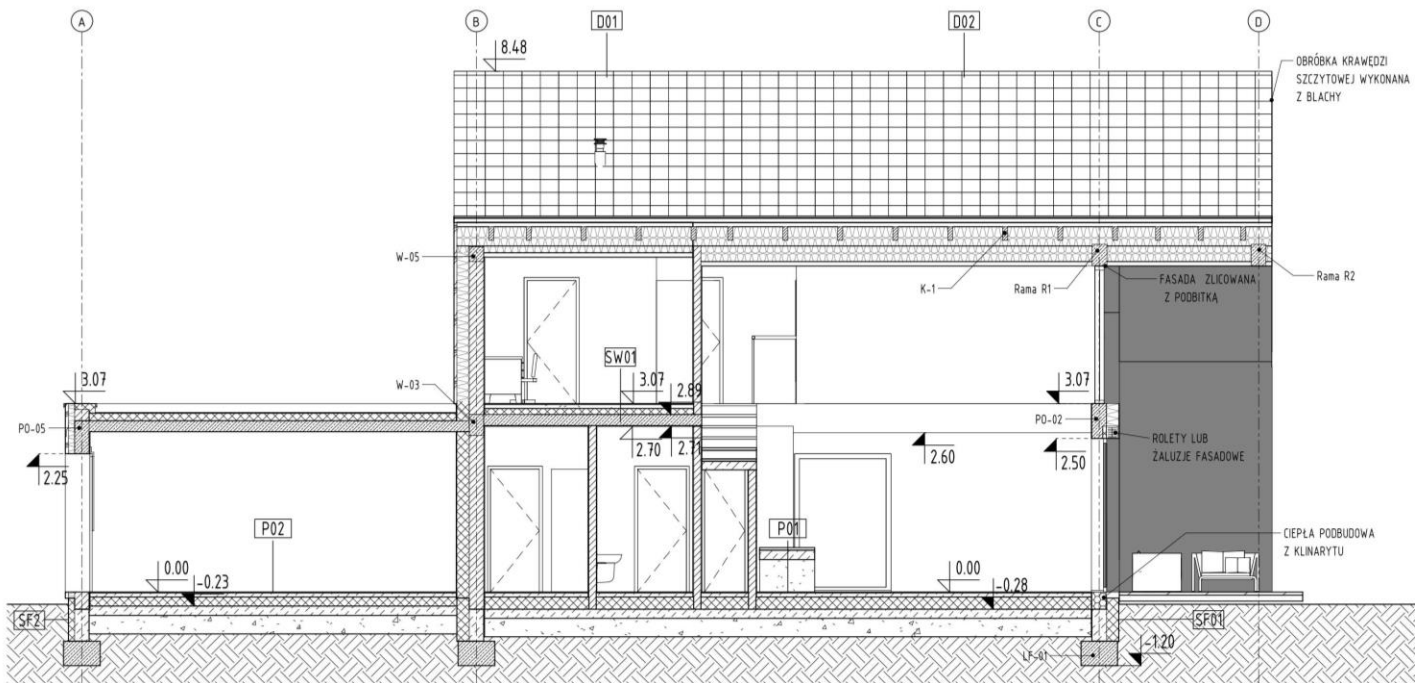 A
B
D01
D02
C
D
8.48
OBRÓBKA KRAWĘDZI
SZCZYTOWEJ WYKONANA
Z BLACHY
W-05
K-1
Rama R1
FASADA ZLICOWANA
Z PODBITKĄ
Rama R2
SW01
3.07
W-03
3.07
2.89
3.07
PO-05
PO-02
2.25
2.70
2.71
2.60
2.50
ROLETY LUB
ŻALUZJE FASADOWE
P02
P01
CIEPŁA PODBUDOWA
Z KLINARYTU
0.00
-0.23
0.00
-0.28
SF2
SF01
LF-01
-1.20